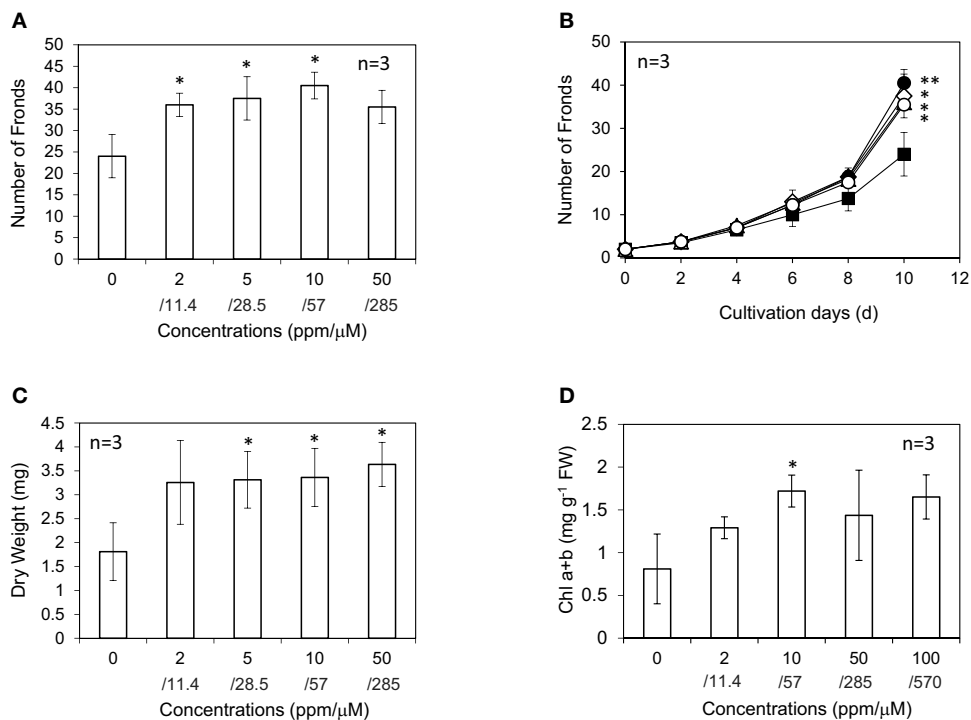 A
50
45
40
35
30
25
20
15
10
5
0
Number of Fronds
n=3
* * *
0 2 5 10 50
/11.4 /28.5 /57 /285
Concentrations (ppm/μM)
B
50
40
30
20
10
0
Number of Fronds
n=3
**
*
*
*
0 2 4 6 8 10 12
Cultivation days (d)
C
4.5
4
3.5
3
2.5
2
1.5
1
0.5
0
Dry Weight (mg)
n=3
* * *
0 2 5 10 50
/11.4 /28.5 /57 /285
Concentrations (ppm/μM)
D
2.5
2
1.5
1
0.5
0
Chl a+b (mg g⁻¹ FW)
n=3
*
0 2 10 50 100
/11.4 /57 /285 /570
Concentrations (ppm/μM)